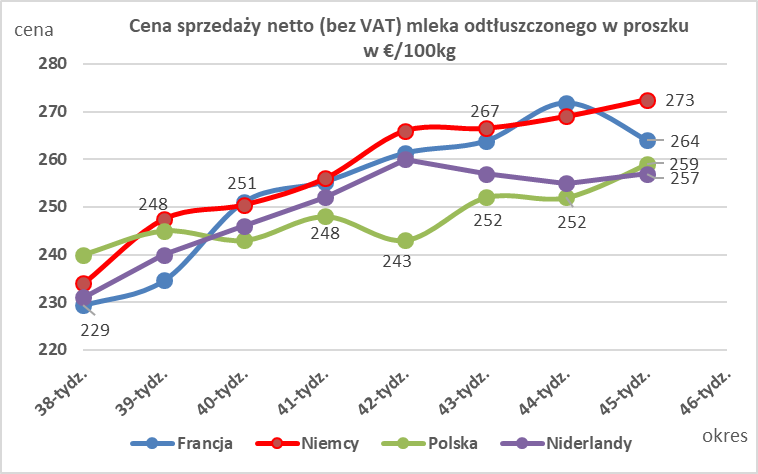 Cena sprzedaży netto (bez VAT) mleka odtłuszczonego w proszku
w €/100kg
cena
280
270
260
250
240
230
220
248
251
267
273
264
259
257
248
243
252
252
229
38-tydz.
39-tydz.
40-tydz.
41-tydz.
42-tydz.
43-tydz.
44-tydz.
45-tydz.
46-tydz.
okres
Francja Niemcy Polska Niderlandy